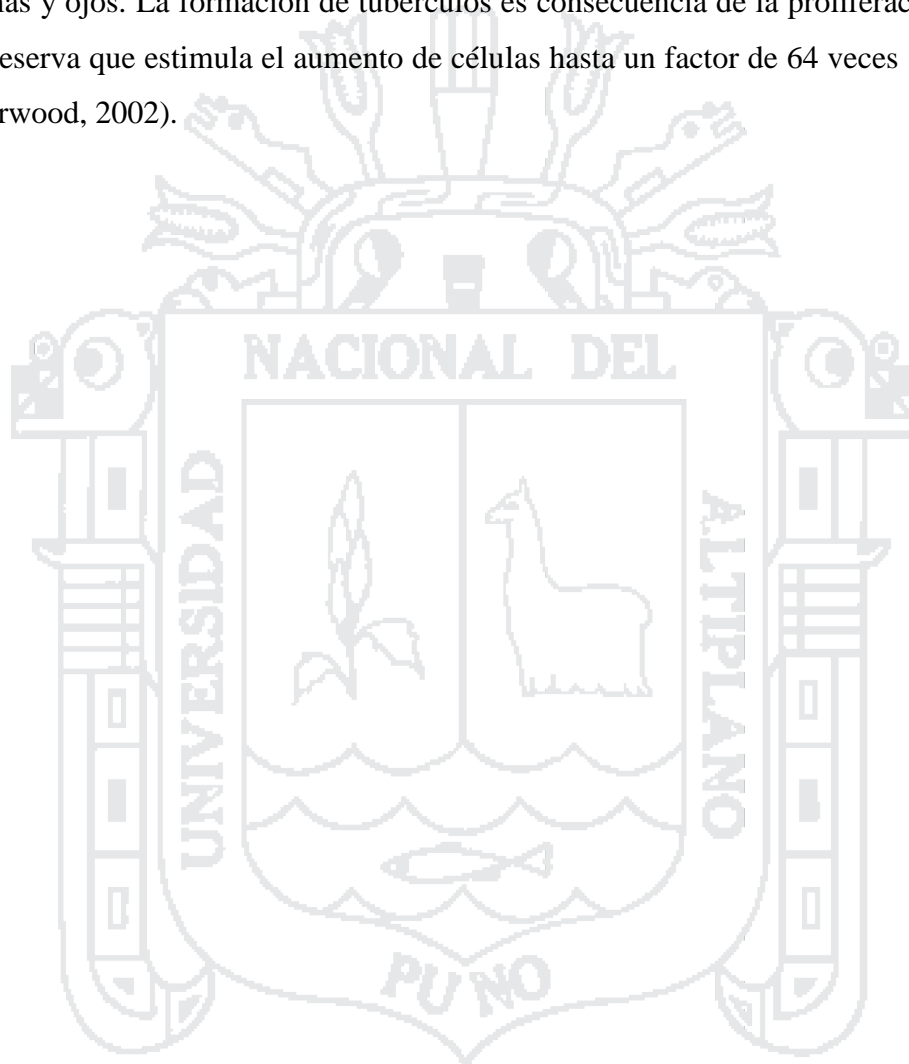 nas y ojos. La formación de tubérculos es consecuencia de la proliferac
eserva que estimula el aumento de células hasta un factor de 64 veces
rwood, 2002).
NACIONAL DEL
UNIVERSIDAD
ALTIPLANO
PUNO